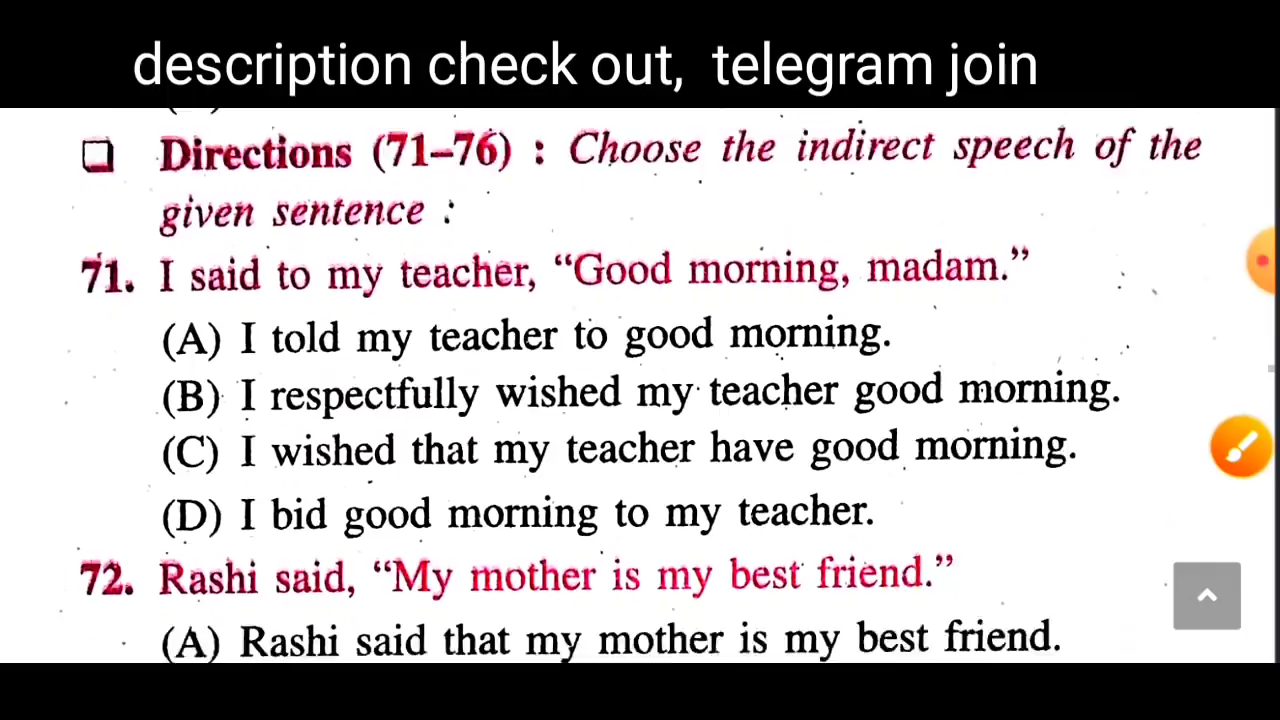 description check out, telegram join
Directions (71–76) : Choose the indirect speech of the
given sentence :
71. I said to my teacher, “Good morning, madam.”
(A) I told my teacher to good morning.
(B) I respectfully wished my teacher good morning.
(C) I wished that my teacher have good morning.
(D) I bid good morning to my teacher.
72. Rashi said, “My mother is my best friend.”
(A) Rashi said that my mother is my best friend.